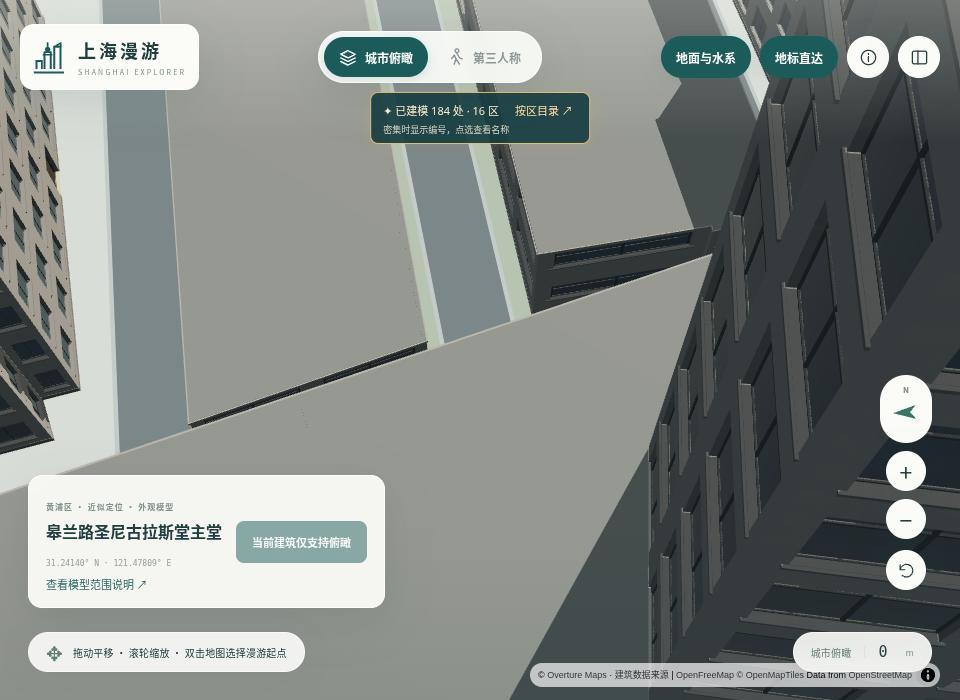 上海漫游
SHANGHAI EXPLORER
城市俯瞰
第三人称
地面与水系
地标直达
✦ 已建模 184 处 · 16 区 按区目录 ↗
密集时显示编号，点选查看名称
N
+
−
黄浦区 · 近似定位 · 外观模型
皋兰路圣尼古拉斯堂主堂
当前建筑仅支持俯瞰
31.24140° N · 121.47809° E
查看模型范围说明 ↗
拖动平移 · 滚轮缩放 · 双击地图选择漫游起点
城市俯瞰 0 m
© Overture Maps · 建筑数据来源 | OpenFreeMap © OpenMapTiles Data from OpenStreetMap